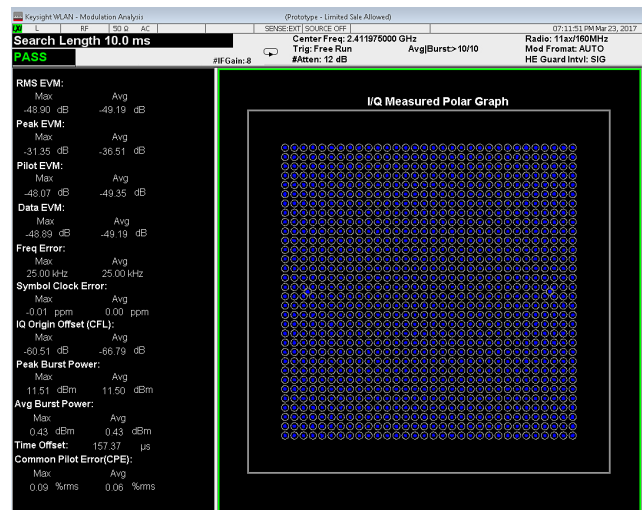 Keysight WLAN - Modulation Analysis (Prototype - Limited Sale Allowed)
L RF 50 Ω AC SENSE:EXT SOURCE OFF 07:11:51 PM Mar 23, 2017
Search Length 10.0 ms Center Freq: 2.411975000 GHz Radio: 11ax/160MHz
Trig: Free Run Avg|Burst>10/10 Mod Fromat: AUTO
PASS #IFGain:8 #Atten: 12 dB HE Guard Intvl: SIG
I/Q Measured Polar Graph
RMS EVM:
Max Avg
-48.90 dB -49.19 dB
Peak EVM:
Max Avg
-31.35 dB -36.51 dB
Pilot EVM:
Max Avg
-48.07 dB -49.35 dB
Data EVM:
Max Avg
-48.89 dB -49.19 dB
Freq Error:
Max Avg
25.00 kHz 25.00 kHz
Symbol Clock Error:
Max Avg
-0.01 ppm 0.00 ppm
IQ Origin Offset (CFL):
Max Avg
-60.51 dB -66.79 dB
Peak Burst Power:
Max Avg
11.51 dBm 11.50 dBm
Avg Burst Power:
Max Avg
0.43 dBm 0.43 dBm
Time Offset: 157.37 µs
Common Pilot Error(CPE):
Max Avg
0.09 %rms 0.06 %rms